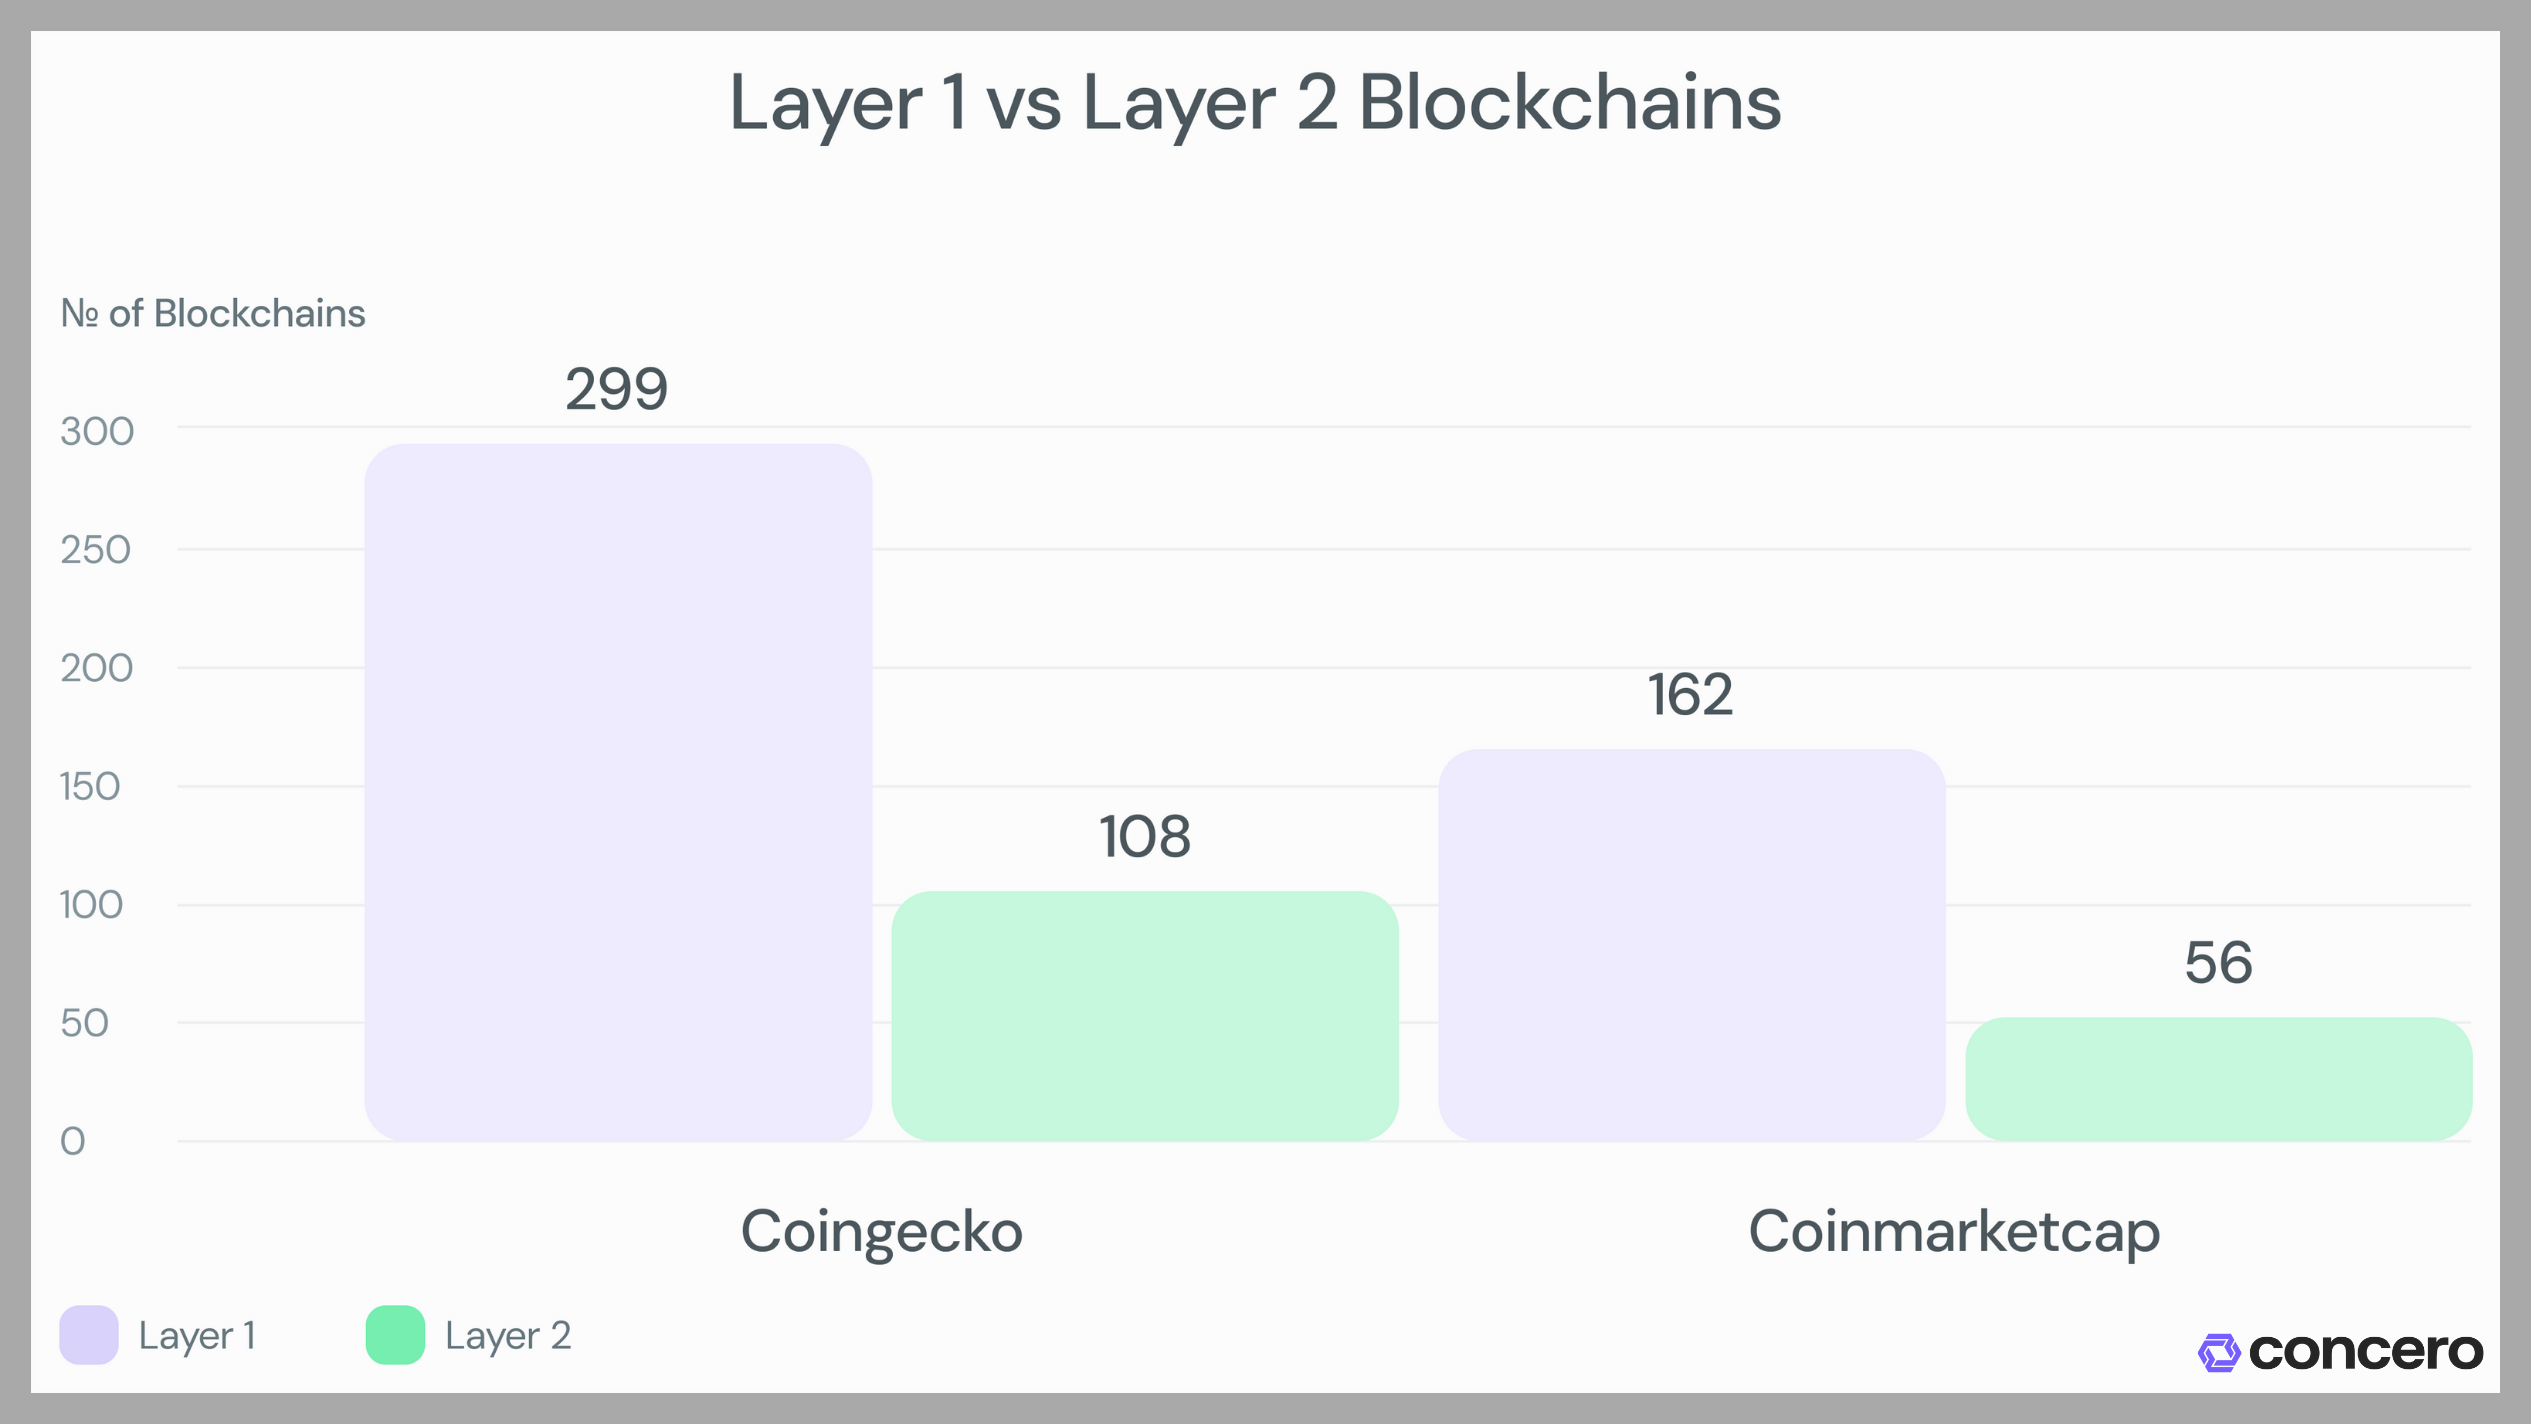 Layer 1 vs Layer 2 Blockchains
№ of Blockchains
299
300
250
200
162
150
108
100
56
50
0
Coingecko
Coinmarketcap
Layer 1
Layer 2
concero